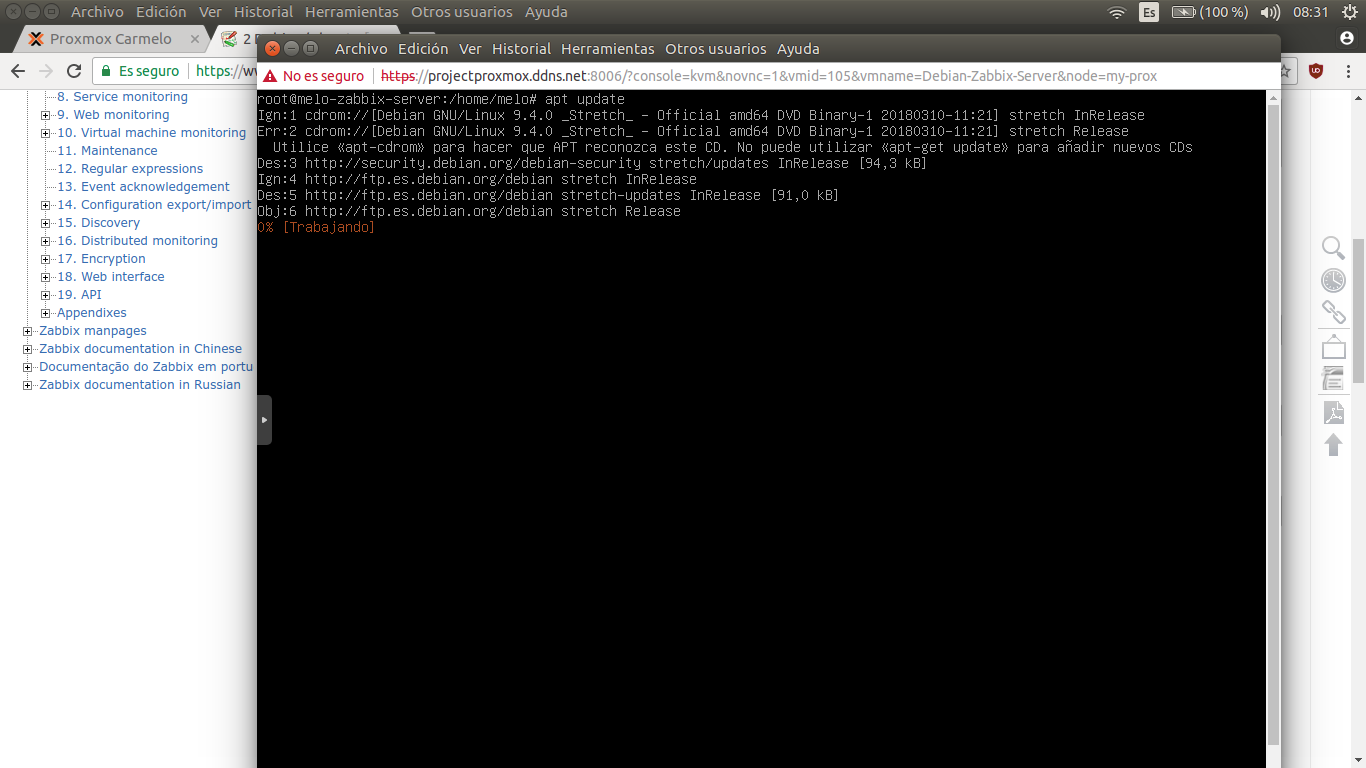 Archivo Edición Ver Historial Herramientas Otros usuarios Ayuda
Es (100 %) 08:31
Proxmox Carmelo
2
Es seguro https://w
Archivo Edición Ver Historial Herramientas Otros usuarios Ayuda
No es seguro https://projectproxmox.ddns.net:8006/?console=kvm&novnc=1&vmid=105&vmname=Debian-Zabbix-Server&node=my-prox
8. Service monitoring
9. Web monitoring
10. Virtual machine monitoring
11. Maintenance
12. Regular expressions
13. Event acknowledgement
14. Configuration export/import
15. Discovery
16. Distributed monitoring
17. Encryption
18. Web interface
19. API
Appendixes
Zabbix manpages
Zabbix documentation in Chinese
Documentação do Zabbix em portu
Zabbix documentation in Russian
root@melo-zabbix-server:/home/melo# apt update
Ign:1 cdrom://[Debian GNU/Linux 9.4.0 _Stretch_ - Official amd64 DVD Binary-1 20180310-11:21] stretch InRelease
Err:2 cdrom://[Debian GNU/Linux 9.4.0 _Stretch_ - Official amd64 DVD Binary-1 20180310-11:21] stretch Release
Utilice «apt-cdrom» para hacer que APT reconozca este CD. No puede utilizar «apt-get update» para añadir nuevos CDs
Des:3 http://security.debian.org/debian-security stretch/updates InRelease [94,3 kB]
Ign:4 http://ftp.es.debian.org/debian stretch InRelease
Des:5 http://ftp.es.debian.org/debian stretch-updates InRelease [91,0 kB]
Obj:6 http://ftp.es.debian.org/debian stretch Release
0% [Trabajando]